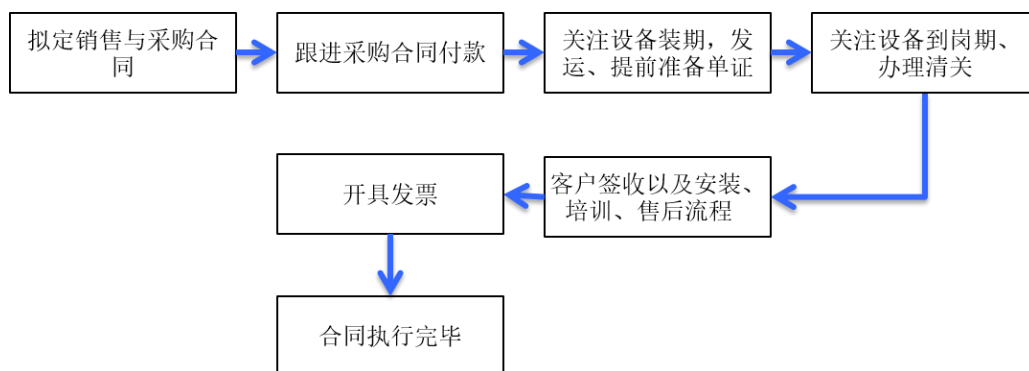 拟定销售与采购合
同
跟进采购合同付款
关注设备装期，发
运、提前准备单证
关注设备到岗期、
办理清关
客户签收以及安装、
培训、售后流程
开具发票
合同执行完毕